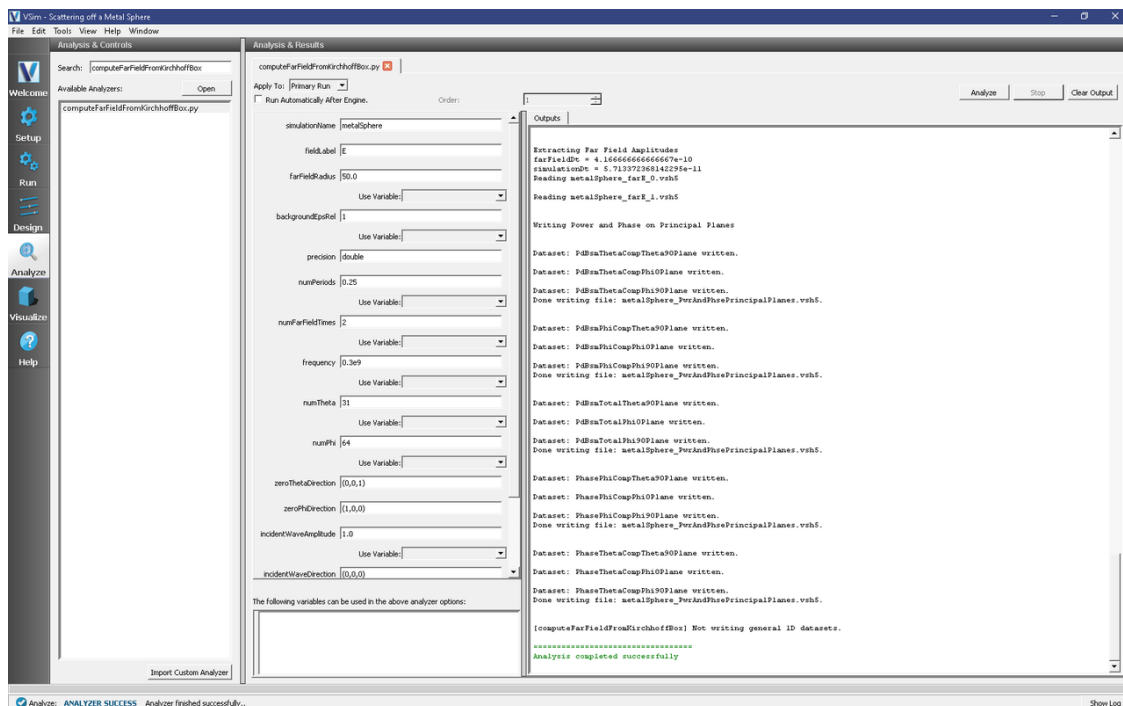 VSim - Scattering off a Metal Sphere
File Edit Tools View Help Window
Analysis & Controls
Analysis & Results
Welcome
Setup
Run
Design
Analyze
Visualize
Help
Search: computeFarFieldFromKirchhoffBox
Available Analyzers:
Open
computeFarFieldFromKirchhoffBox.py
Import Custom Analyzer
computeFarFieldFromKirchhoffBox.py
Apply To: Primary Run
Run Automatically After Engine. Order: 1
Analyze Stop Clear Output
simulationName metalSphere
fieldLabel E
farFieldRadius 50.0
Use Variable:
backgroundEpsRel 1
Use Variable:
precision double
numPeriods 0.25
Use Variable:
numFarFieldTimes 2
Use Variable:
frequency 0.3e9
Use Variable:
numTheta 31
Use Variable:
numPhi 64
Use Variable:
zeroThetaDirection (0,0,1)
zeroPhiDirection (1,0,0)
incidentWaveAmplitude 1.0
Use Variable:
incidentWaveDirection (0,0,0)
The following variables can be used in the above analyzer options:
Outputs
Extracting Far Field Amplitudes
farFieldDt = 4.166666666666667e-10
simulationDt = 5.713372368142295e-11
Reading metalSphere_farE_0.vsh5
Reading metalSphere_farE_1.vsh5
Writing Power and Phase on Principal Planes
Dataset: PdBsmThetaCompTheta90Plane written.
Dataset: PdBsmThetaCompPhi0Plane written.
Dataset: PdBsmThetaCompPhi90Plane written.
Done writing file: metalSphere_PwrAndPhsePrincipalPlanes.vsh5.
Dataset: PdBsmPhiCompTheta90Plane written.
Dataset: PdBsmPhiCompPhi0Plane written.
Dataset: PdBsmPhiCompPhi90Plane written.
Done writing file: metalSphere_PwrAndPhsePrincipalPlanes.vsh5.
Dataset: PdBsmTotalTheta90Plane written.
Dataset: PdBsmTotalPhi0Plane written.
Dataset: PdBsmTotalPhi90Plane written.
Done writing file: metalSphere_PwrAndPhsePrincipalPlanes.vsh5.
Dataset: PhasePhiCompTheta90Plane written.
Dataset: PhasePhiCompPhi0Plane written.
Dataset: PhasePhiCompPhi90Plane written.
Done writing file: metalSphere_PwrAndPhsePrincipalPlanes.vsh5.
Dataset: PhaseThetaCompTheta90Plane written.
Dataset: PhaseThetaCompPhi0Plane written.
Dataset: PhaseThetaCompPhi90Plane written.
Done writing file: metalSphere_PwrAndPhsePrincipalPlanes.vsh5.
[computeFarFieldFromKirchhoffBox] Not writing general 1D datasets.
==================================
Analysis completed successfully
Analyze: ANALYZER SUCCESS Analyzer finished successfully..
Show Log